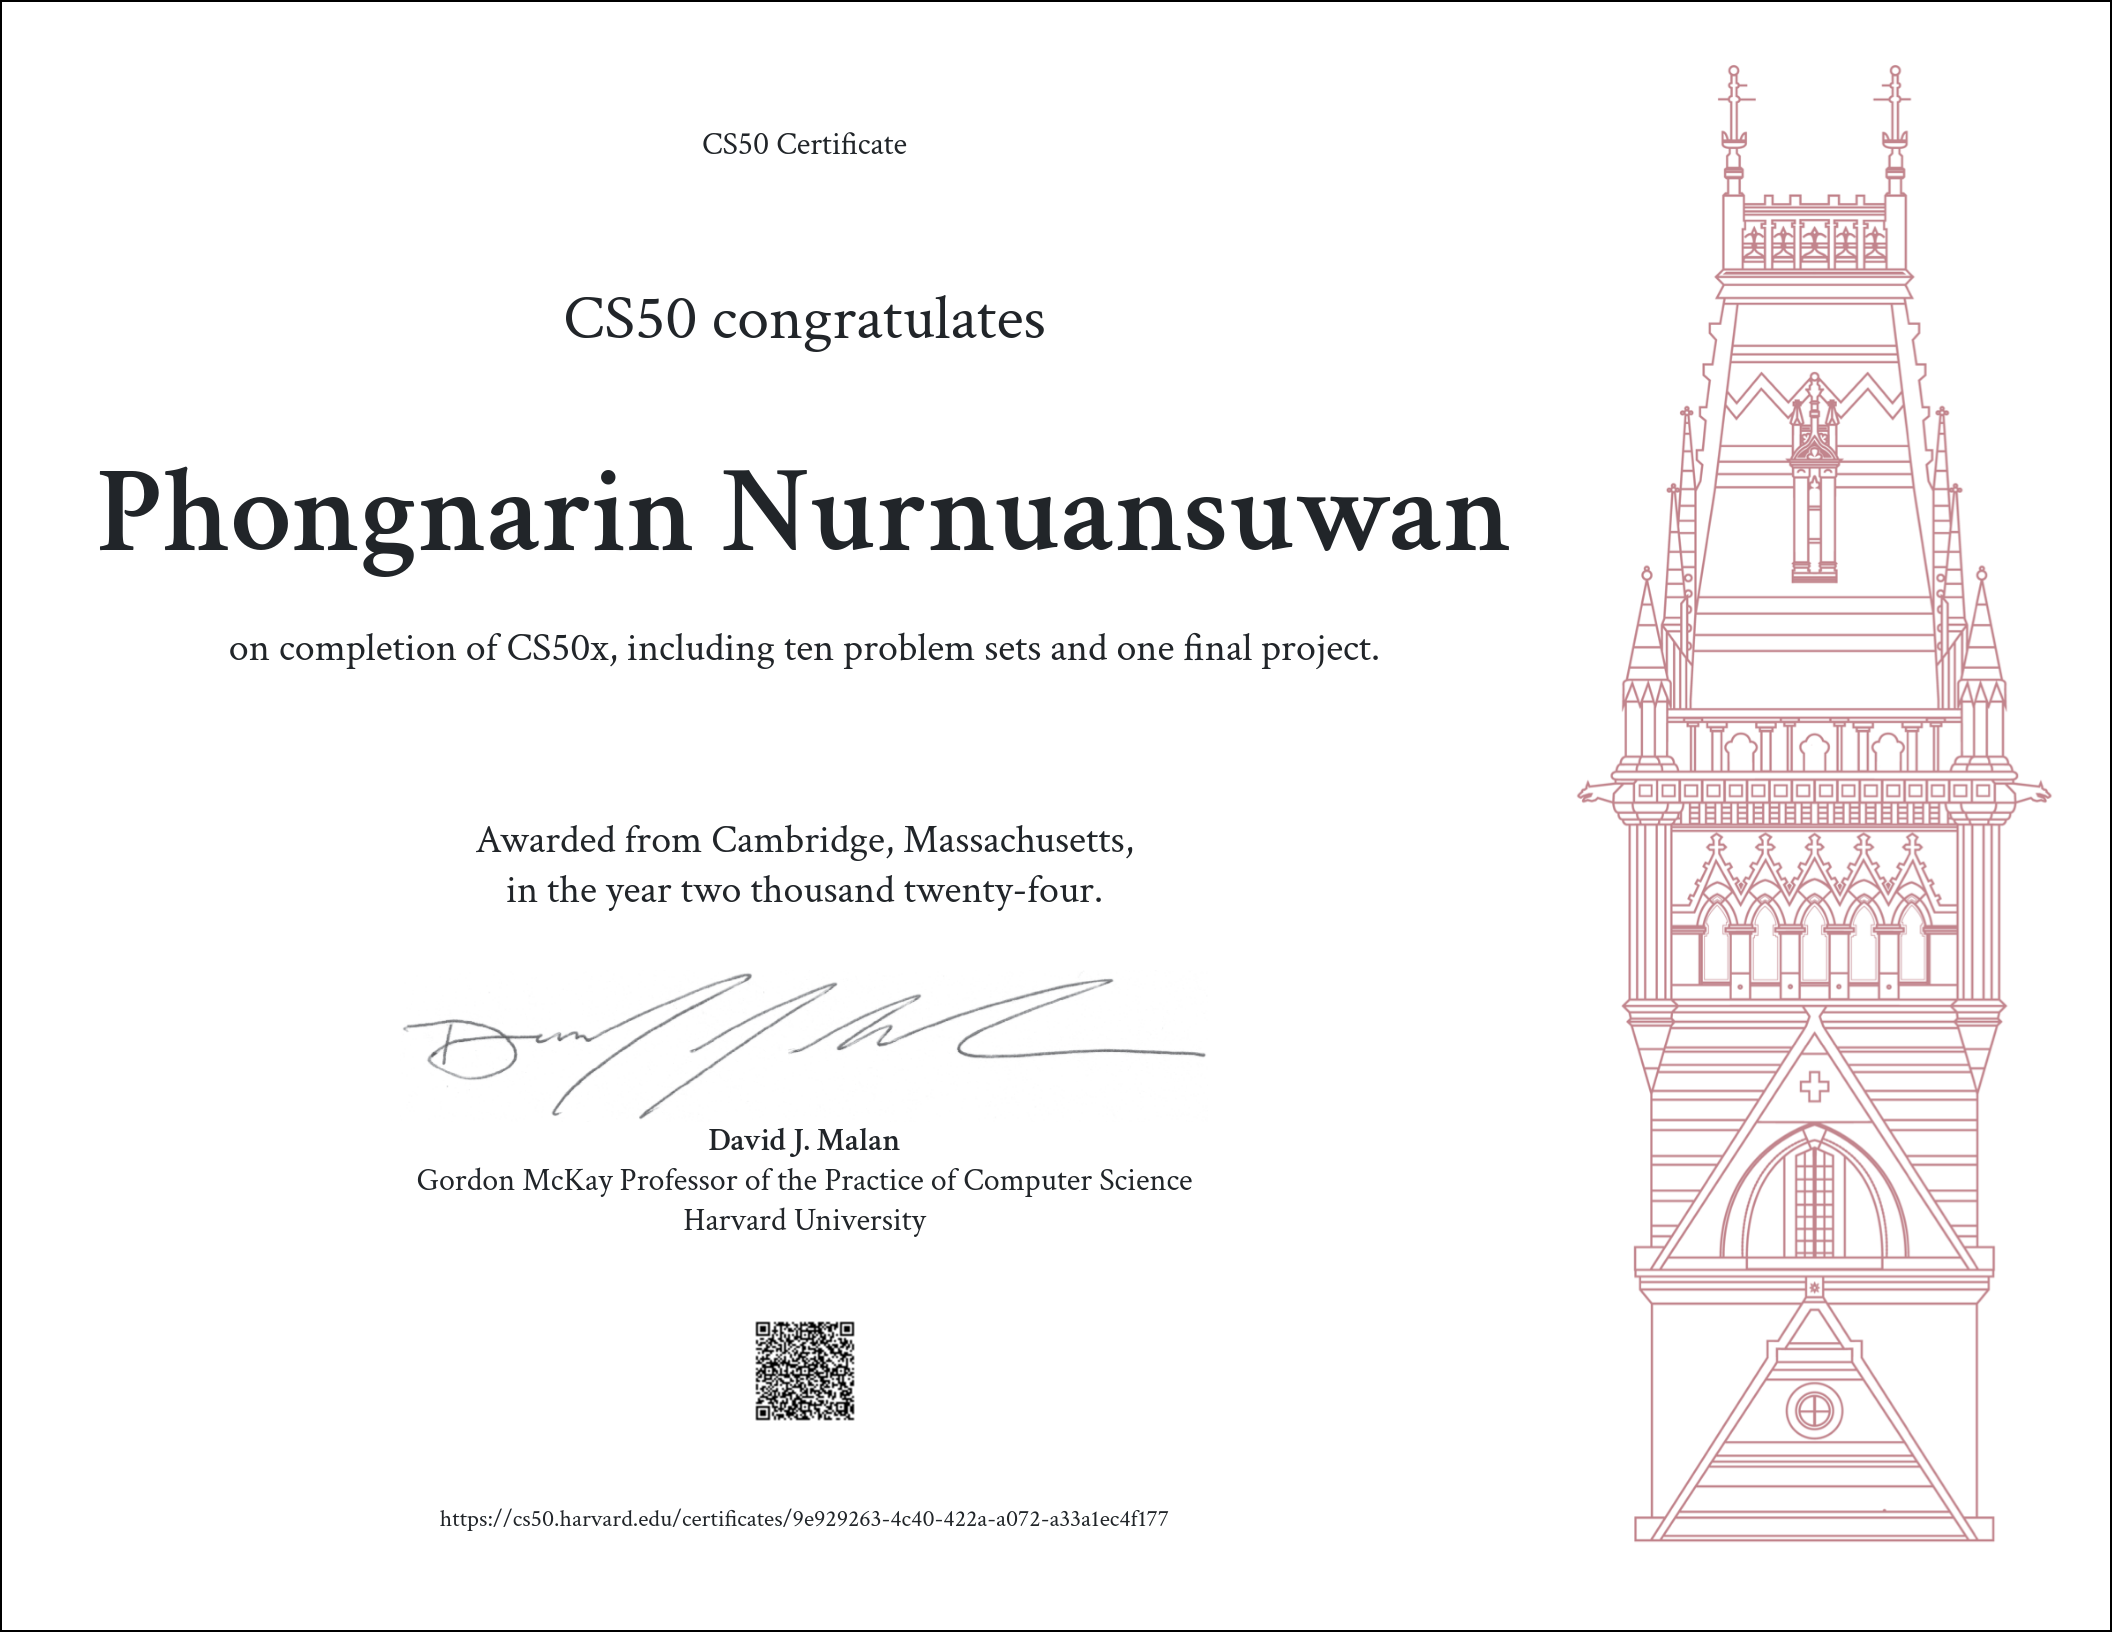 CS50 Certificate
CS50 congratulates
Phongnarin Nurnuansuwan
on completion of CS50x, including ten problem sets and one final project.
Awarded from Cambridge, Massachusetts,
in the year two thousand twenty-four.
David J. Malan
Gordon McKay Professor of the Practice of Computer Science
Harvard University
https://cs50.harvard.edu/certificates/9e929263-4c40-422a-a072-a33a1ec4f177